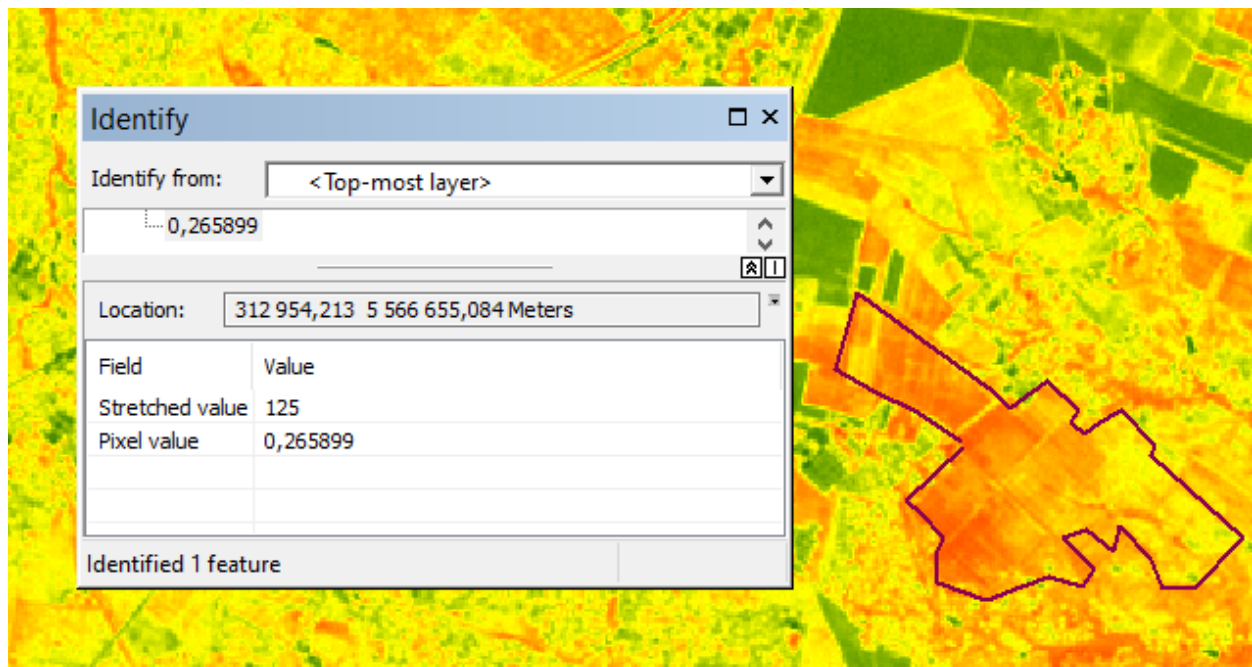 Identify
Identify from: <Top-most layer>
0,265899
Location: 312 954,213 5 566 655,084 Meters
Field Value
Stretched value 125
Pixel value 0,265899
Identified 1 feature